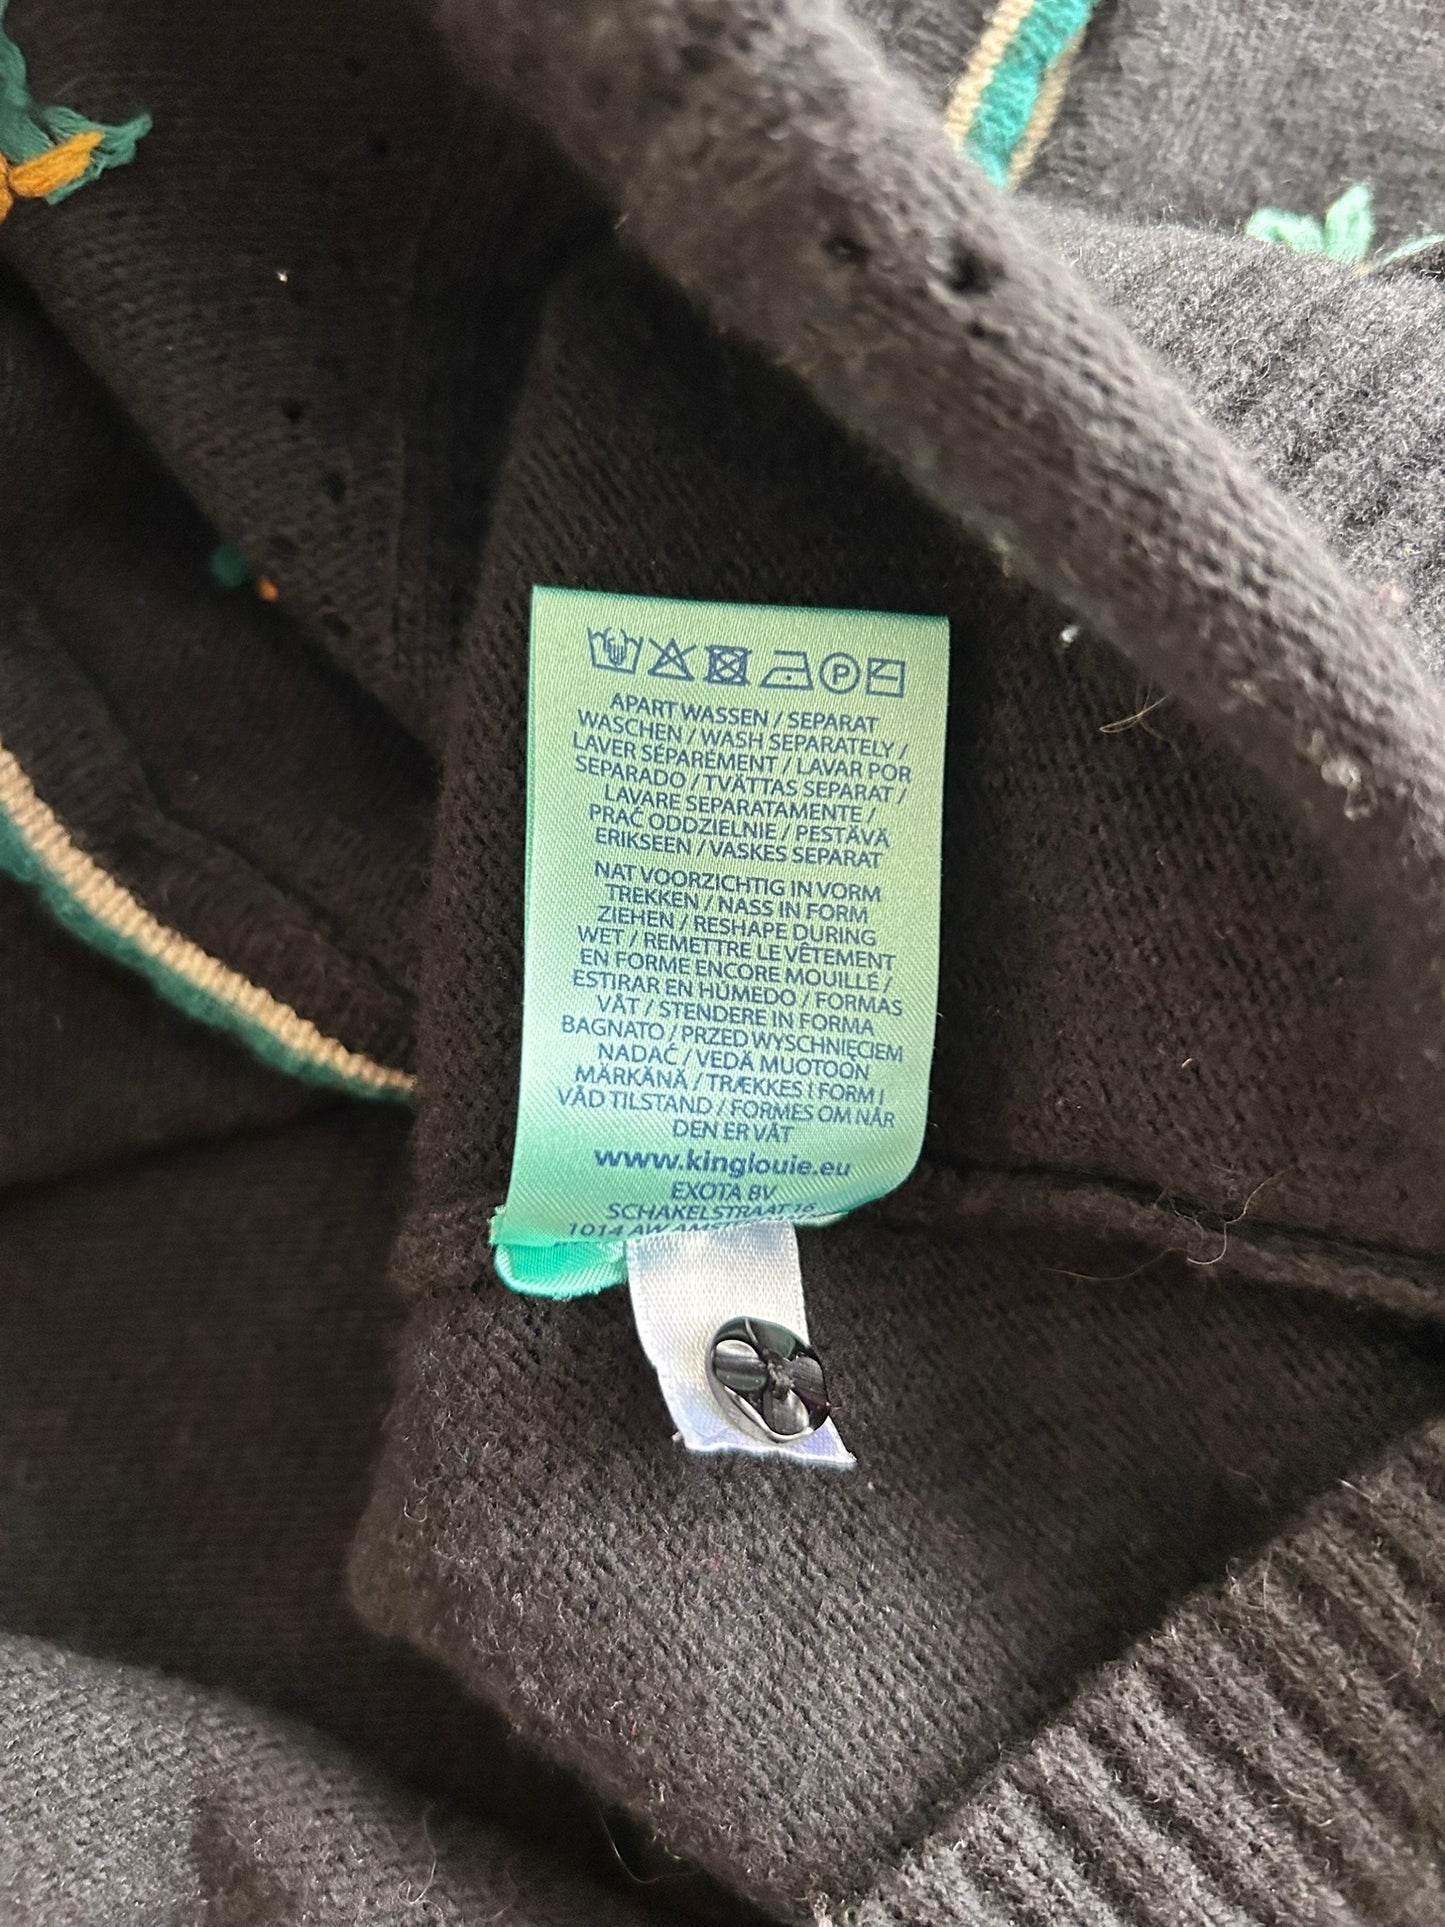 P
APART WASSEN / SEPARAT
WASCHEN / WASH SEPARATELY /
LAVER SÉPARÉMENT / LAVAR POR
SEPARADO / TVÄTTAS SEPARAT /
LAVARE SEPARATAMENTE /
PRAĆ ODDZIELNIE / PESTÄVÄ
ERIKSEEN / VASKES SEPARAT
NAT VOORZICHTIG IN VORM
TREKKEN / NASS IN FORM
ZIEHEN / RESHAPE DURING
WET / REMETTRE LE VÊTEMENT
EN FORME ENCORE MOUILLÉ /
ESTIRAR EN HÚMEDO / FORMAS
VÅT / STENDERE IN FORMA
BAGNATO / PRZED WYSCHNIĘCIEM
NADAĆ / VEDÄ MUOTOON
MÄRKÄNÄ / TRÆKKES I FORM I
VÅD TILSTAND / FORMES OM NÅR
DEN ER VÅT
www.kinglouie.eu
EXOTA BV
SCHAKELSTRAAT
1014 AW